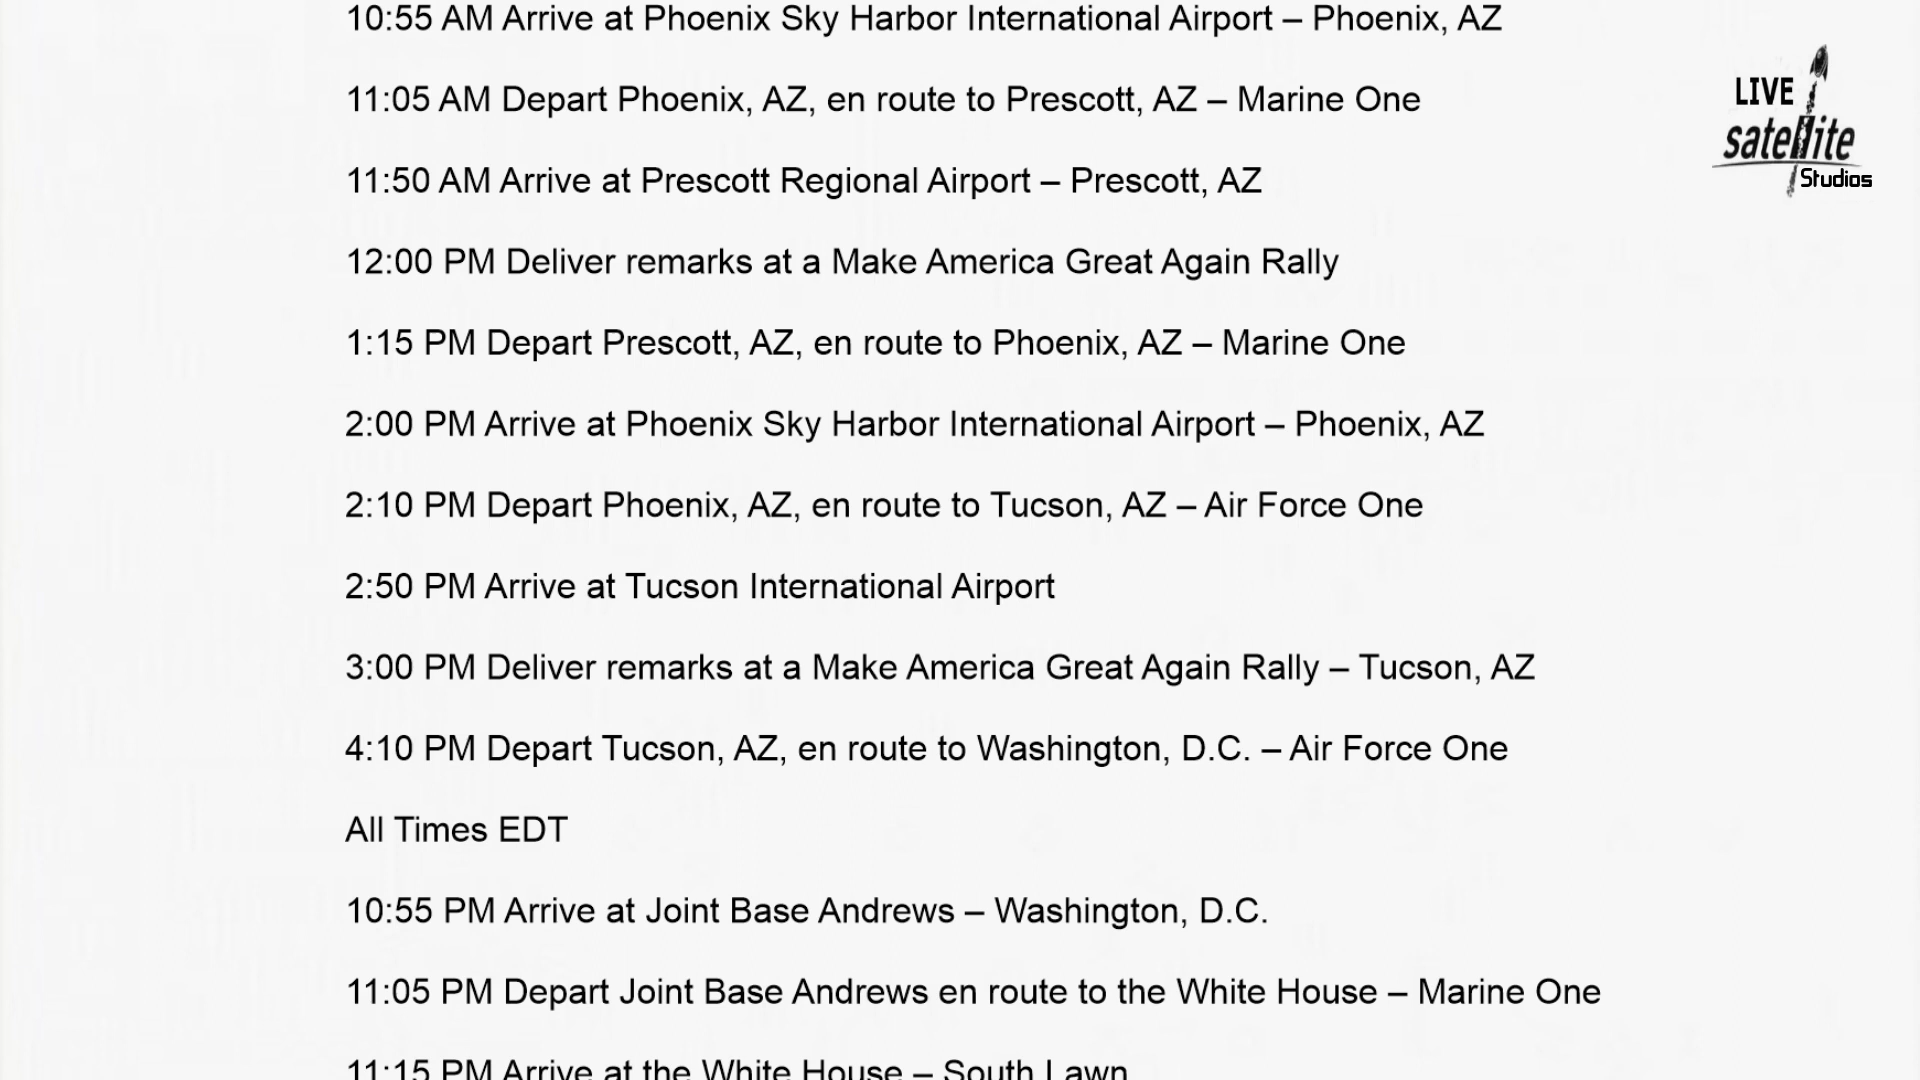 10:55 AM Arrive at Phoenix Sky Harbor International Airport – Phoenix, AZ
11:05 AM Depart Phoenix, AZ, en route to Prescott, AZ – Marine One
LIVE
satellite
Studios
11:50 AM Arrive at Prescott Regional Airport – Prescott, AZ
12:00 PM Deliver remarks at a Make America Great Again Rally
1:15 PM Depart Prescott, AZ, en route to Phoenix, AZ – Marine One
2:00 PM Arrive at Phoenix Sky Harbor International Airport – Phoenix, AZ
2:10 PM Depart Phoenix, AZ, en route to Tucson, AZ – Air Force One
2:50 PM Arrive at Tucson International Airport
3:00 PM Deliver remarks at a Make America Great Again Rally – Tucson, AZ
4:10 PM Depart Tucson, AZ, en route to Washington, D.C. – Air Force One
All Times EDT
10:55 PM Arrive at Joint Base Andrews – Washington, D.C.
11:05 PM Depart Joint Base Andrews en route to the White House – Marine One
11:15 PM Arrive at the White House – South Lawn